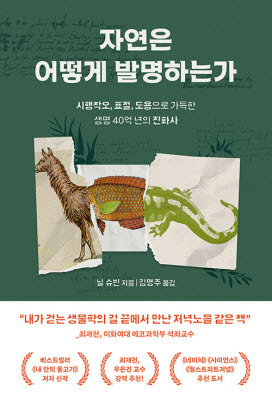 자연은
어떻게 발명하는가
시행착오, 표절, 도용으로 가득한
생명 40억 년의 진화사
닐 슈빈 지음 | 김명주 옮김
“내가 걷는 생물학의 길 끝에서 만난 저녁노을 같은 책”
_최재천, 이화여대 에코과학부 석좌교수
베스트셀러
《내 안의 물고기》
저자 신작
최재천,
우은진 교수
강력 추천!
《네이처》 《사이언스》
《월스트리트저널》
추천 도서